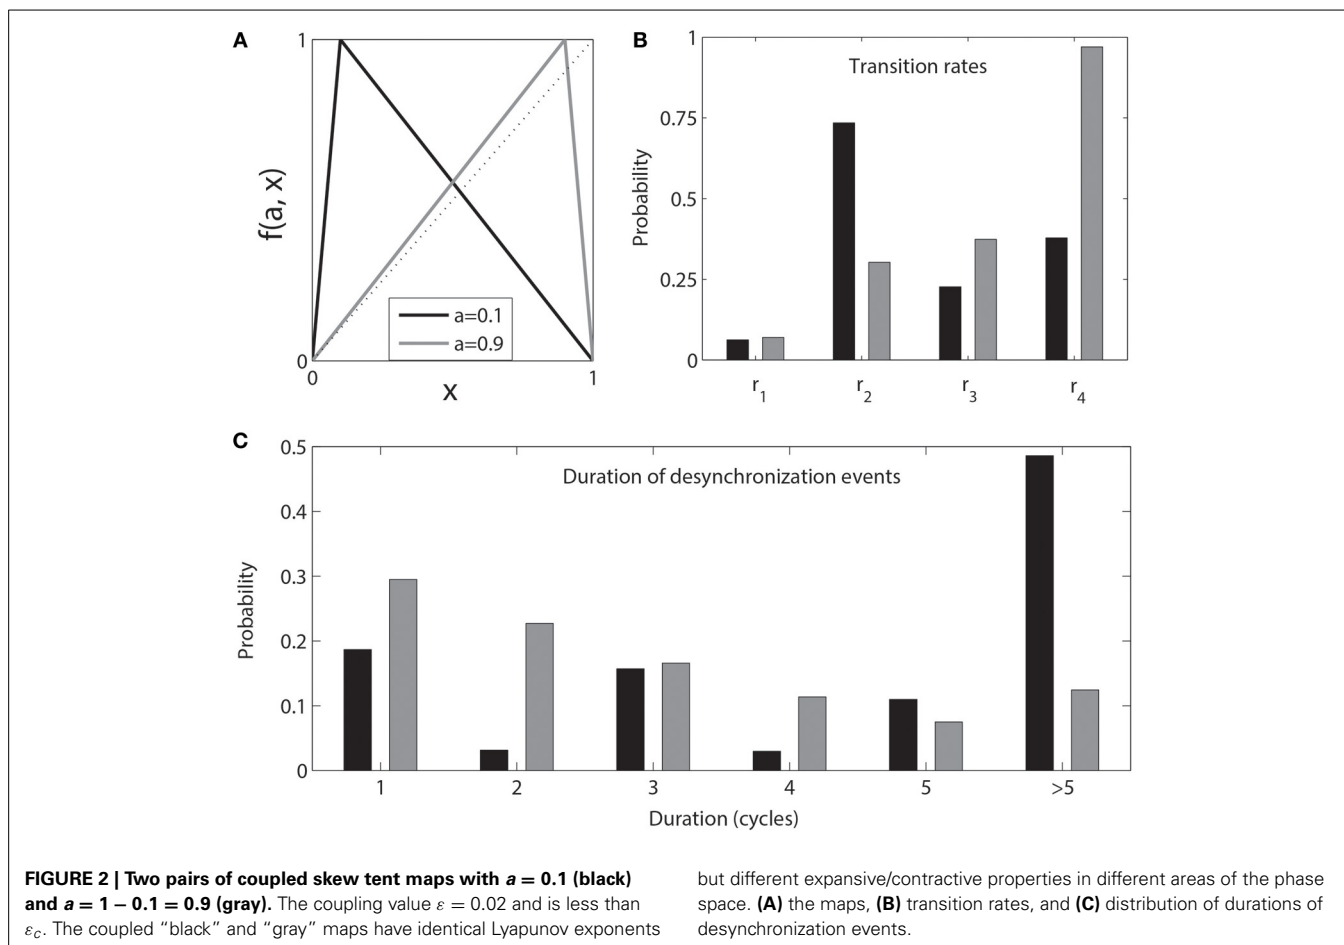 A
1
f(a, x)
0
0
x
1
a=0.1
a=0.9
B
Transition rates
1
0.75
0.5
0.25
0
Probability
r1
r2
r3
r4
C
Duration of desynchronization events
0.5
0.4
0.3
0.2
0.1
0
Probability
1
2
3
4
5
>5
Duration (cycles)
FIGURE 2 | Two pairs of coupled skew tent maps with a = 0.1 (black)
and a = 1 − 0.1 = 0.9 (gray). The coupling value ε = 0.02 and is less than
εc. The coupled “black” and “gray” maps have identical Lyapunov exponents
but different expansive/contractive properties in different areas of the phase
space. (A) the maps, (B) transition rates, and (C) distribution of durations of
desynchronization events.